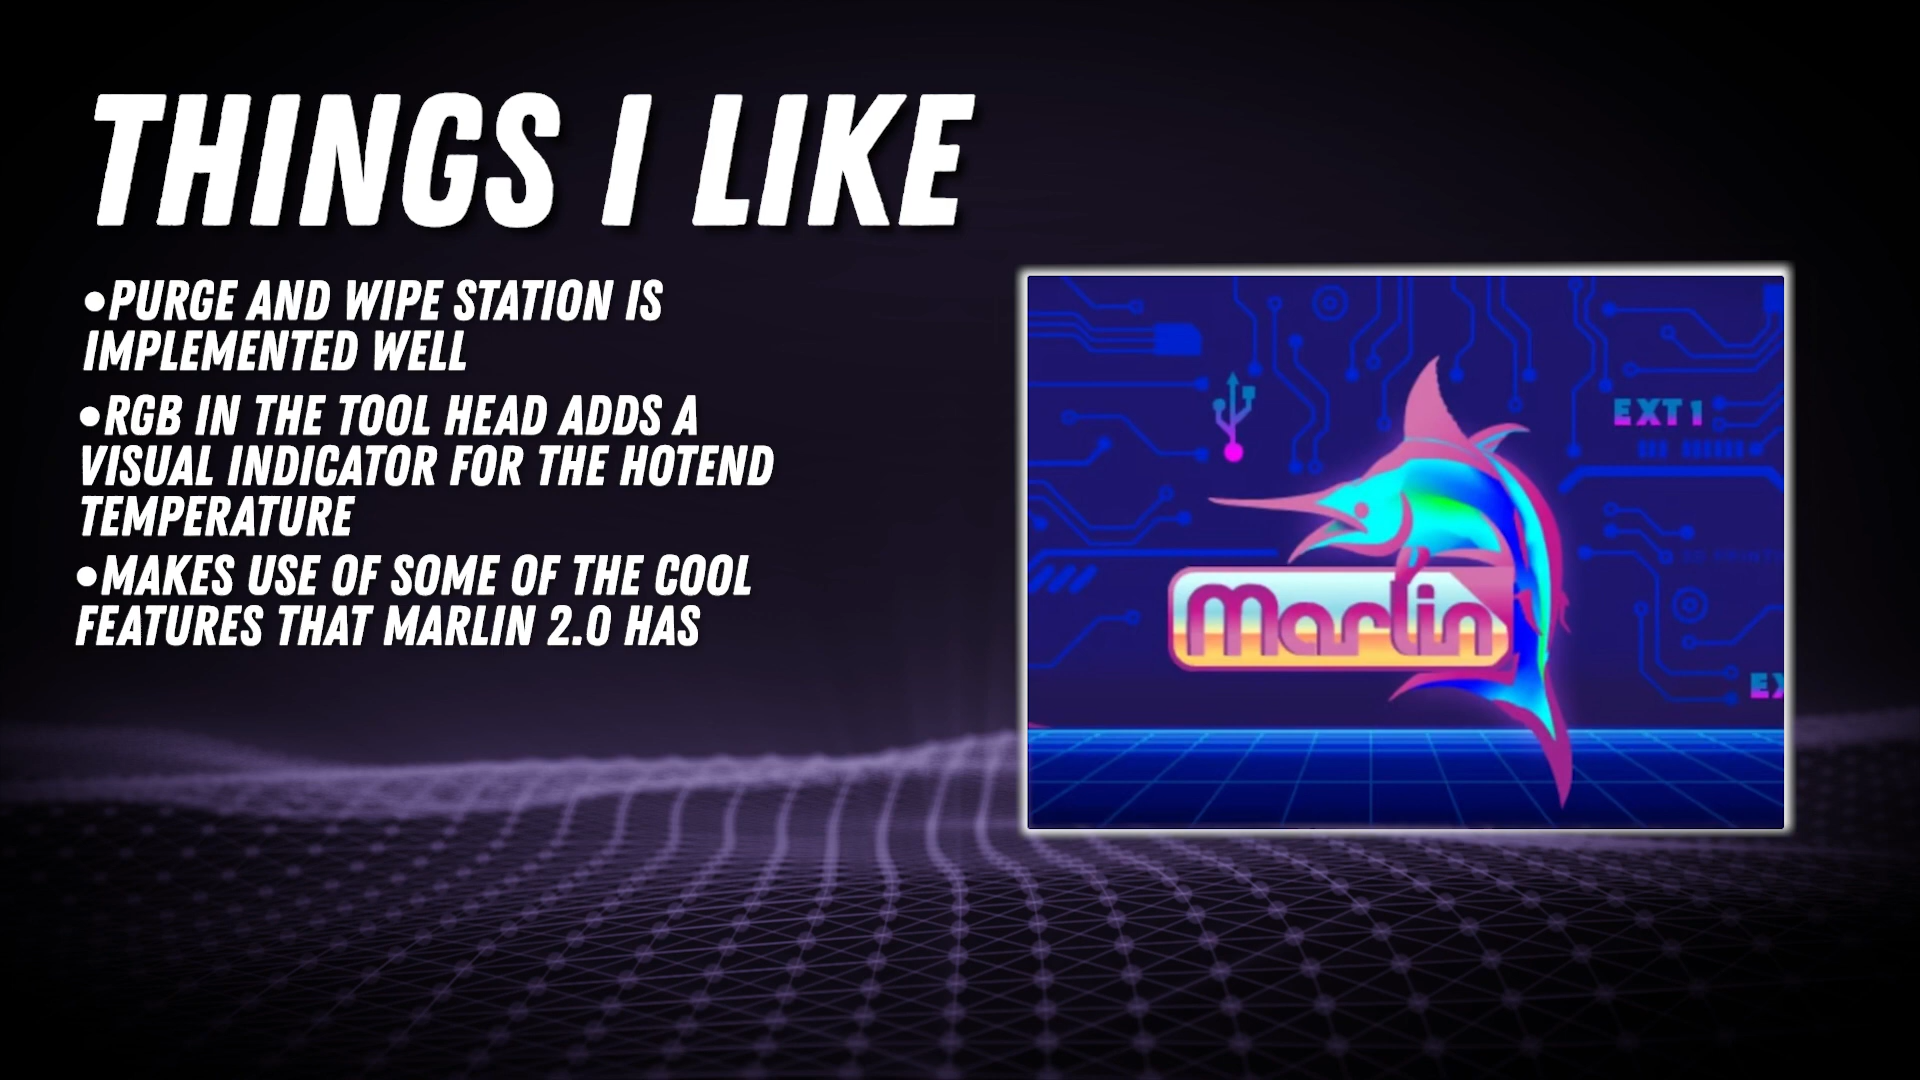 THINGS I LIKE
•PURGE AND WIPE STATION IS
IMPLEMENTED WELL
•RGB IN THE TOOL HEAD ADDS A
VISUAL INDICATOR FOR THE HOTEND
TEMPERATURE
•MAKES USE OF SOME OF THE COOL
FEATURES THAT MARLIN 2.0 HAS
EXT1
Marlin
EX